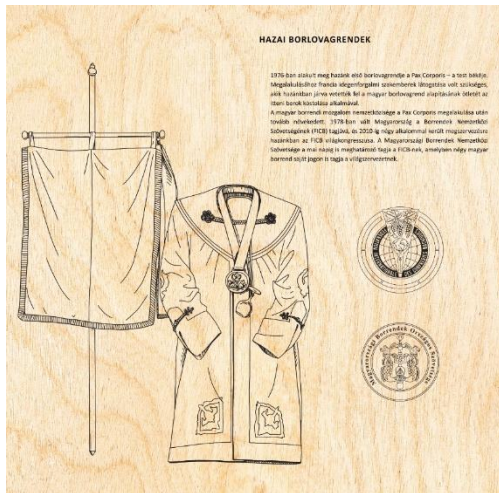 HAZAI BORLOVAGRENDEK
1976-ban alakult meg hazánk első borlovagrendje a Pax Corporis – a test békéje.
Megalakulásához francia idegenforgalmi szakemberek látogatása volt szükséges,
akik hazánkban járva vetették fel a magyar borlovagrend alapításának ötletét az
itteni borok kóstolása alkalmával.
A magyar borrendi mozgalom nemzetközisége a Pax Corporis megalakulása után
tovább növekedett. 1978-ban vált Magyarország a Borrendek Nemzetközi
Szövetségének (FICB) tagjává, és 2010-ig négy alkalommal került megszervezésre
hazánkban az FICB világkongresszusa. A Magyarországi Borrendek Nemzetközi
Szövetsége a mai napig is meghatározó tagja a FICB-nek, amelyben négy magyar
borrend saját jogon is tagja a világszervezetnek.
Magyarországi Borrendek Országos Szövetsége